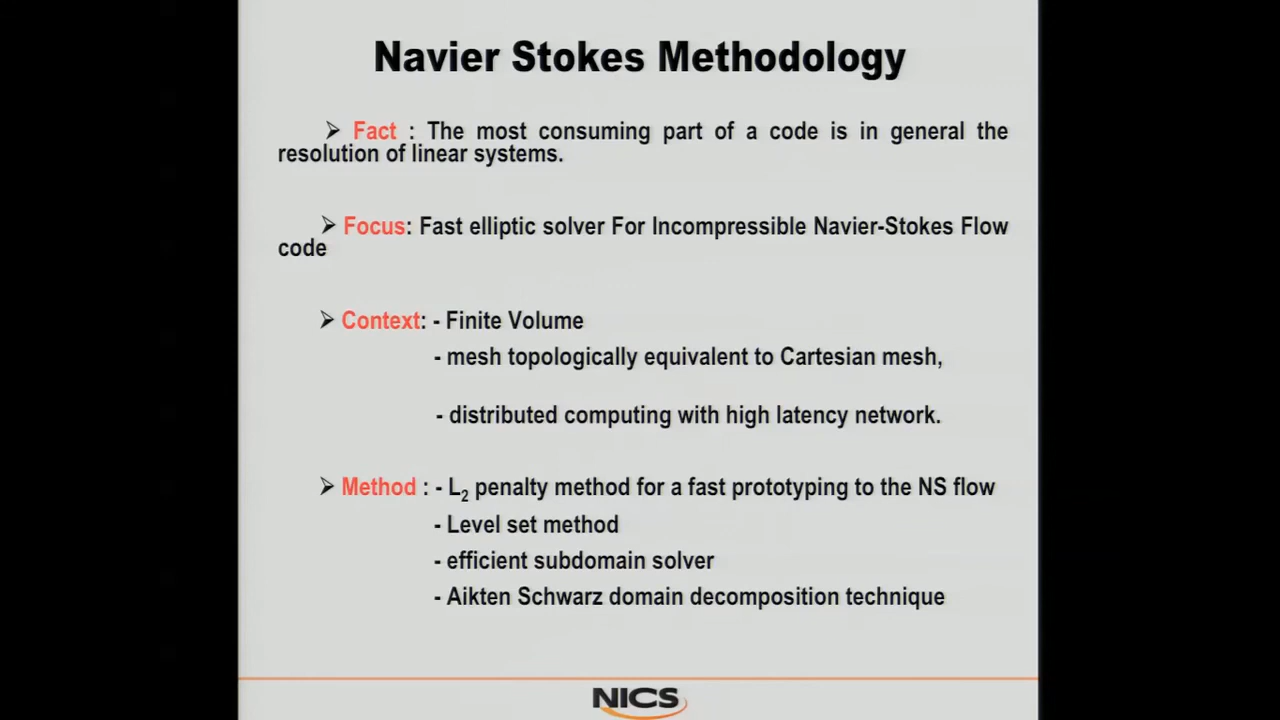 Navier Stokes Methodology
➢ Fact : The most consuming part of a code is in general the
resolution of linear systems.
➢ Focus: Fast elliptic solver For Incompressible Navier-Stokes Flow
code
➢ Context: - Finite Volume
- mesh topologically equivalent to Cartesian mesh,
- distributed computing with high latency network.
➢ Method : - L₂ penalty method for a fast prototyping to the NS flow
- Level set method
- efficient subdomain solver
- Aikten Schwarz domain decomposition technique
NICS